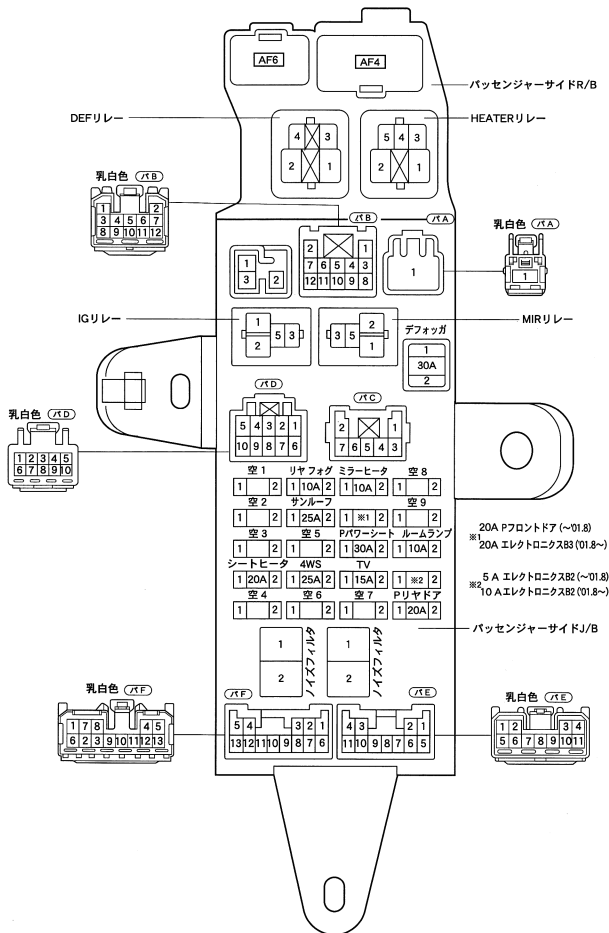 AF6
AF4
パッセンジャーサイドR/B
DEFリレー
HEATERリレー
4 3
2 1
5 4 3
2 1
乳白色 パB
1 2
3 4 5 6 7
8 9 10 11 12
パB
パA
乳白色 パA
1
1
3 2
2 1
7 6 5 4 3
12 11 10 9 8
1
IGリレー
MIRリレー
1
2
5 3
3 5
2
1
デフォッガ
1
30A
2
乳白色 パD
1 2 3 4 5
6 7 8 9 10
パD
パC
5 4 3 2 1
10 9 8 7 6
2 1
7 6 5 4 3
空1 リヤフォグ ミラーヒータ 空8
1 2 1 10A 2 1 10A 2 1 2
空2 サンルーフ 空9
1 2 1 25A 2 1 ※1 2 1 2
空3 空5 Pパワーシート ルームランプ
1 2 1 2 1 30A 2 1 10A 2
シートヒータ 4WS TV
1 20A 2 1 25A 2 1 15A 2 1 ※2 2
空4 空6 空7 Pリヤドア
1 2 1 2 1 2 1 20A 2
※1 20A Pフロントドア (〜'01.8)
20A エレクトロニクスB3 ('01.8〜)
※2 5 A エレクトロニクスB2 (〜'01.8)
10 A エレクトロニクスB2 ('01.8〜)
パッセンジャーサイドJ/B
1
2
ノイズフィルタ
1
2
ノイズフィルタ
乳白色 パF
1 7 8 4 5
6 2 3 9 10 11 12 13
パF
5 4 3 2 1
13 12 11 10 9 8 7 6
パE
4 3 2 1
11 10 9 8 7 6 5
乳白色 パE
1 2 3 4
5 6 7 8 9 10 11